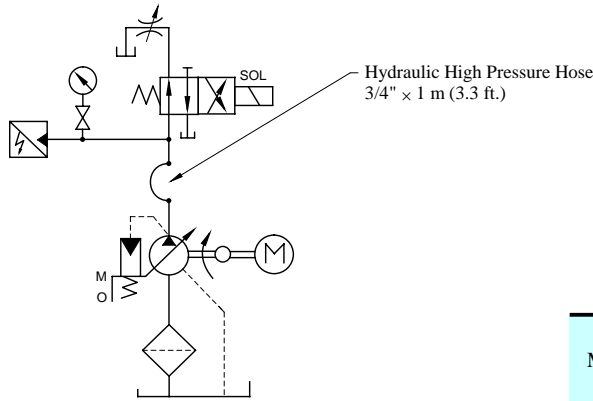 SOL
Hydraulic High Pressure Hose
3/4" × 1 m (3.3 ft.)
M
M
O
M